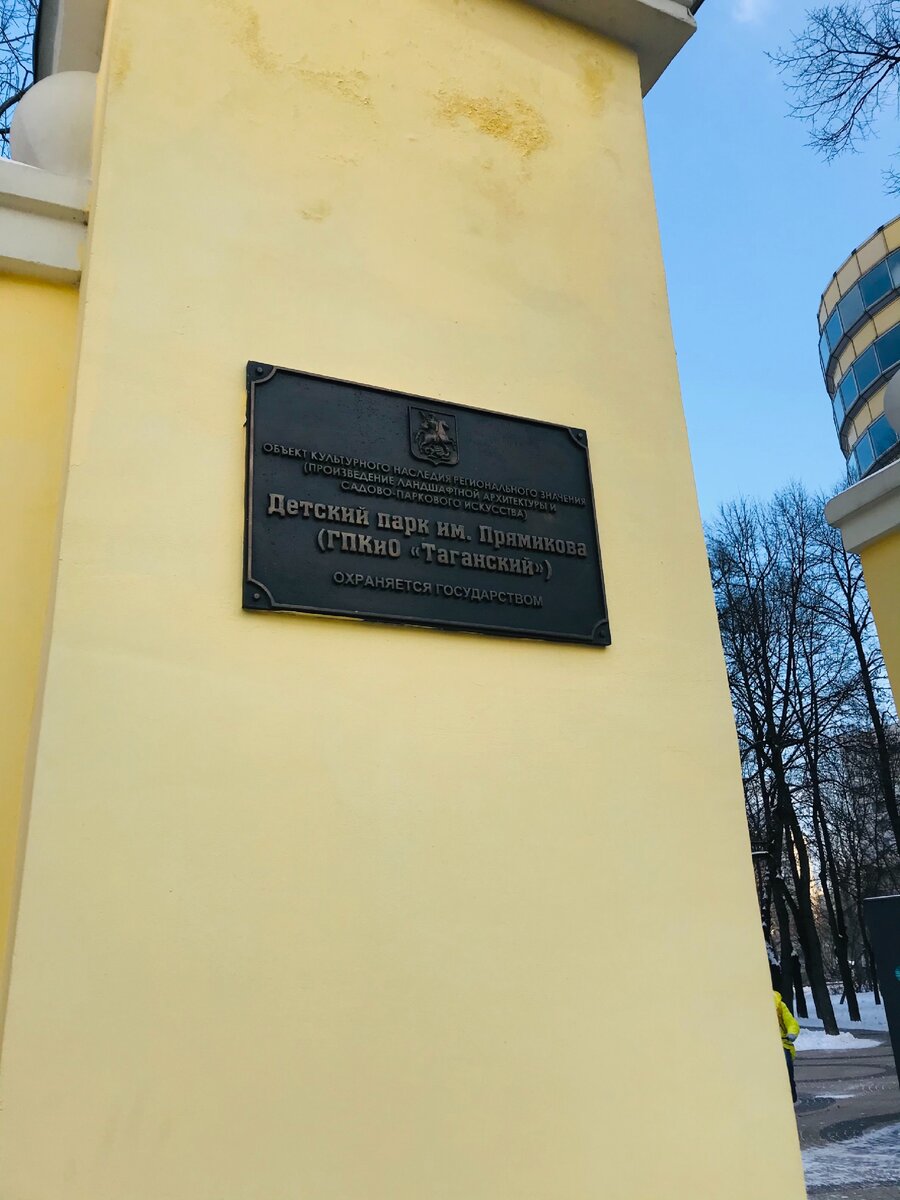 ОБЪЕКТ КУЛЬТУРНОГО НАСЛЕДИЯ РЕГИОНАЛЬНОГО ЗНАЧЕНИЯ
(ПРОИЗВЕДЕНИЕ ЛАНДШАФТНОЙ АРХИТЕКТУРЫ И
САДОВО-ПАРКОВОГО ИСКУССТВА)
Детский парк им. Прямикова
(ГПКиО «Таганский»)
ОХРАНЯЕТСЯ ГОСУДАРСТВОМ